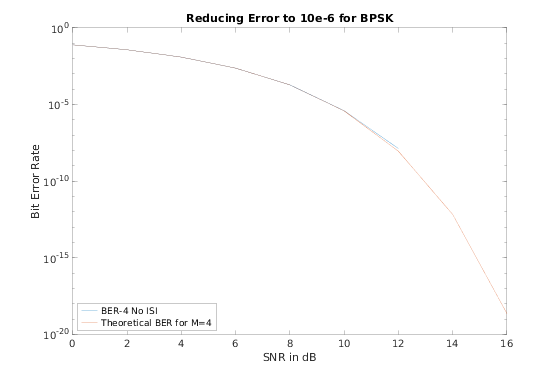 Reducing Error to 10e-6 for BPSK
10^0
10^-5
10^-10
10^-15
10^-20
Bit Error Rate
BER-4 No ISI
Theoretical BER for M=4
0 2 4 6 8 10 12 14 16
SNR in dB